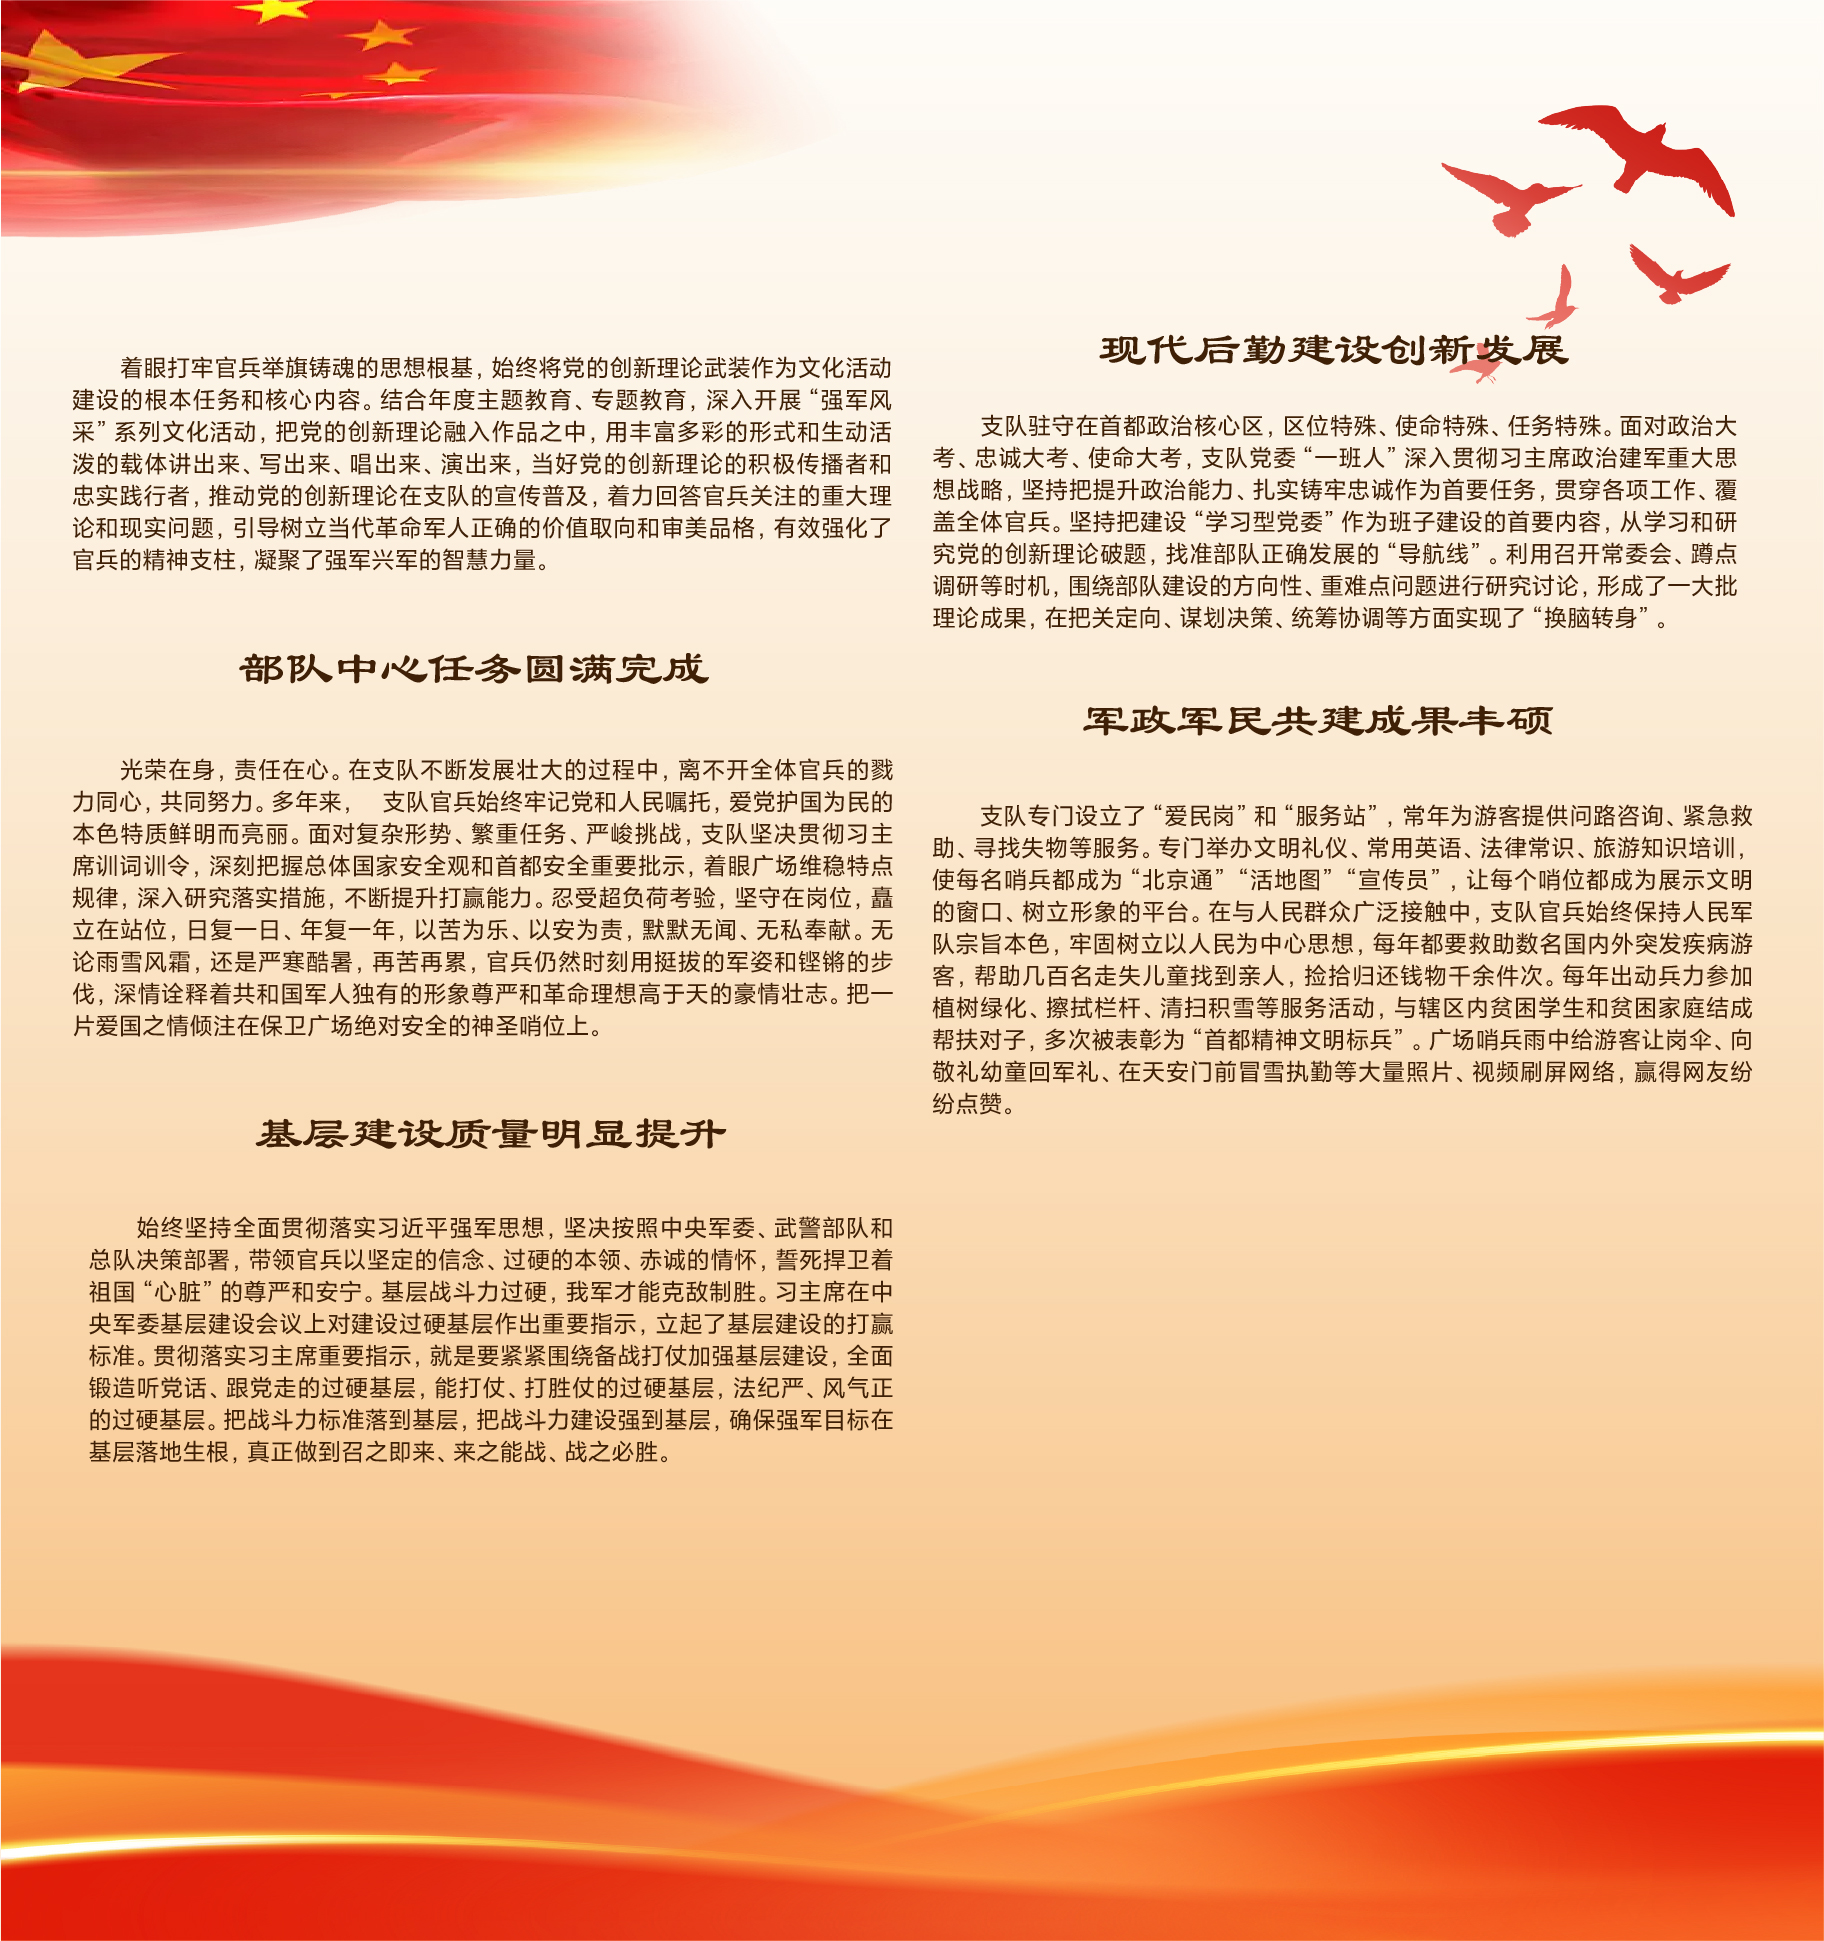 着眼打牢官兵举旗铸魂的思想根基，始终将党的创新理论武装作为文化活动
建设的根本任务和核心内容。结合年度主题教育、专题教育，深入开展“强军风
采”系列文化活动，把党的创新理论融入作品之中，用丰富多彩的形式和生动活
泼的载体讲出来、写出来、唱出来、演出来，当好党的创新理论的积极传播者和
忠实践行者，推动党的创新理论在支队的宣传普及，着力回答官兵关注的重大理
论和现实问题，引导树立当代革命军人正确的价值取向和审美品格，有效强化了
官兵的精神支柱，凝聚了强军兴军的智慧力量。
部队中心任务圆满完成
光荣在身，责任在心。在支队不断发展壮大的过程中，离不开全体官兵的戮
力同心，共同努力。多年来， 支队官兵始终牢记党和人民嘱托，爱党护国为民的
本色特质鲜明而亮丽。面对复杂形势、繁重任务、严峻挑战，支队坚决贯彻习主
席训词训令，深刻把握总体国家安全观和首都安全重要批示，着眼广场维稳特点
规律，深入研究落实措施，不断提升打赢能力。忍受超负荷考验，坚守在岗位，矗
立在站位，日复一日、年复一年，以苦为乐、以安为责，默默无闻、无私奉献。无
论雨雪风霜，还是严寒酷暑，再苦再累，官兵仍然时刻用挺拔的军姿和铿锵的步
伐，深情诠释着共和国军人独有的形象尊严和革命理想高于天的豪情壮志。把一
片爱国之情倾注在保卫广场绝对安全的神圣哨位上。
基层建设质量明显提升
始终坚持全面贯彻落实习近平强军思想，坚决按照中央军委、武警部队和
总队决策部署，带领官兵以坚定的信念、过硬的本领、赤诚的情怀，誓死捍卫着
祖国“心脏”的尊严和安宁。基层战斗力过硬，我军才能克敌制胜。习主席在中
央军委基层建设会议上对建设过硬基层作出重要指示，立起了基层建设的打赢
标准。贯彻落实习主席重要指示，就是要紧紧围绕备战打仗加强基层建设，全面
锻造听党话、跟党走的过硬基层，能打仗、打胜仗的过硬基层，法纪严、风气正
的过硬基层。把战斗力标准落到基层，把战斗力建设强到基层，确保强军目标在
基层落地生根，真正做到召之即来、来之能战、战之必胜。
现代后勤建设创新发展
支队驻守在首都政治核心区，区位特殊、使命特殊、任务特殊。面对政治大
考、忠诚大考、使命大考，支队党委“一班人”深入贯彻习主席政治建军重大思
想战略，坚持把提升政治能力、扎实铸牢忠诚作为首要任务，贯穿各项工作、覆
盖全体官兵。坚持把建设“学习型党委”作为班子建设的首要内容，从学习和研
究党的创新理论破题，找准部队正确发展的“导航线”。利用召开常委会、蹲点
调研等时机，围绕部队建设的方向性、重难点问题进行研究讨论，形成了一大批
理论成果，在把关定向、谋划决策、统筹协调等方面实现了“换脑转身”。
军政军民共建成果丰硕
支队专门设立了“爱民岗”和“服务站”，常年为游客提供问路咨询、紧急救
助、寻找失物等服务。专门举办文明礼仪、常用英语、法律常识、旅游知识培训，
使每名哨兵都成为“北京通”“活地图”“宣传员”，让每个哨位都成为展示文明
的窗口、树立形象的平台。在与人民群众广泛接触中，支队官兵始终保持人民军
队宗旨本色，牢固树立以人民为中心思想，每年都要救助数名国内外突发疾病游
客，帮助几百名走失儿童找到亲人，捡拾归还钱物千余件次。每年出动兵力参加
植树绿化、擦拭栏杆、清扫积雪等服务活动，与辖区内贫困学生和贫困家庭结成
帮扶对子，多次被表彰为“首都精神文明标兵”。广场哨兵雨中给游客让岗伞、向
敬礼幼童回军礼、在天安门前冒雪执勤等大量照片、视频刷屏网络，赢得网友纷
纷点赞。